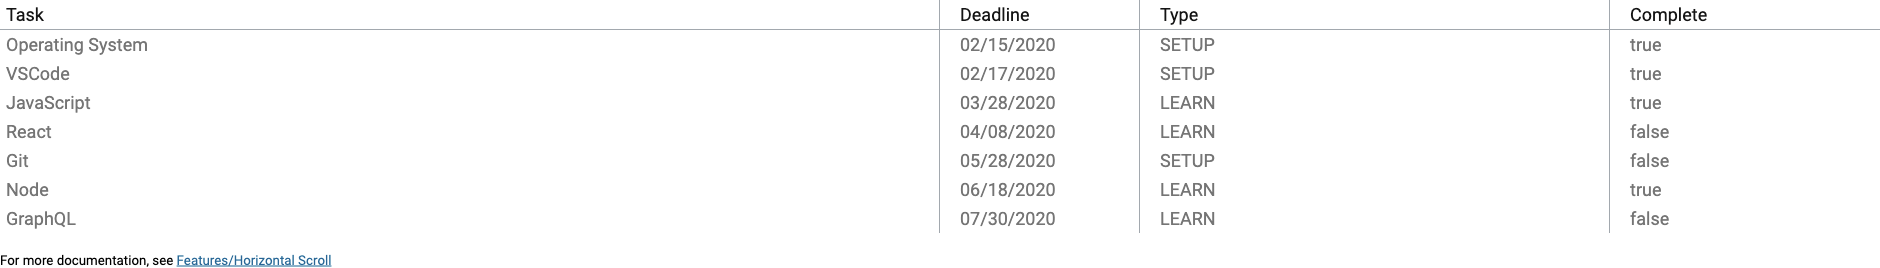 Task Deadline Type Complete
Operating System 02/15/2020 SETUP true
VSCode 02/17/2020 SETUP true
JavaScript 03/28/2020 LEARN true
React 04/08/2020 LEARN false
Git 05/28/2020 SETUP false
Node 06/18/2020 LEARN true
GraphQL 07/30/2020 LEARN false
For more documentation, see Features/Horizontal Scroll